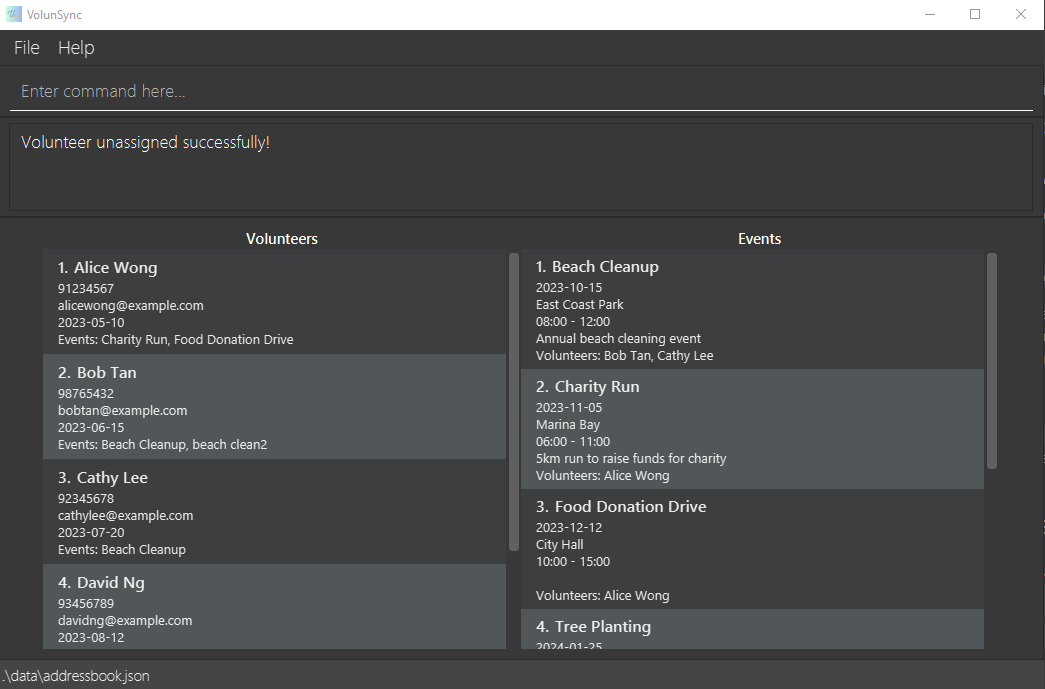 VolunSync
File Help
Enter command here...
Volunteer unassigned successfully!
Volunteers
1. Alice Wong
91234567
alicewong@example.com
2023-05-10
Events: Charity Run, Food Donation Drive
2. Bob Tan
98765432
bobtan@example.com
2023-06-15
Events: Beach Cleanup, beach clean2
3. Cathy Lee
92345678
cathylee@example.com
2023-07-20
Events: Beach Cleanup
4. David Ng
93456789
davidng@example.com
2023-08-12
Events
1. Beach Cleanup
2023-10-15
East Coast Park
08:00 - 12:00
Annual beach cleaning event
Volunteers: Bob Tan, Cathy Lee
2. Charity Run
2023-11-05
Marina Bay
06:00 - 11:00
5km run to raise funds for charity
Volunteers: Alice Wong
3. Food Donation Drive
2023-12-12
City Hall
10:00 - 15:00
Volunteers: Alice Wong
4. Tree Planting
2024-01-25
.\data\addressbook.json